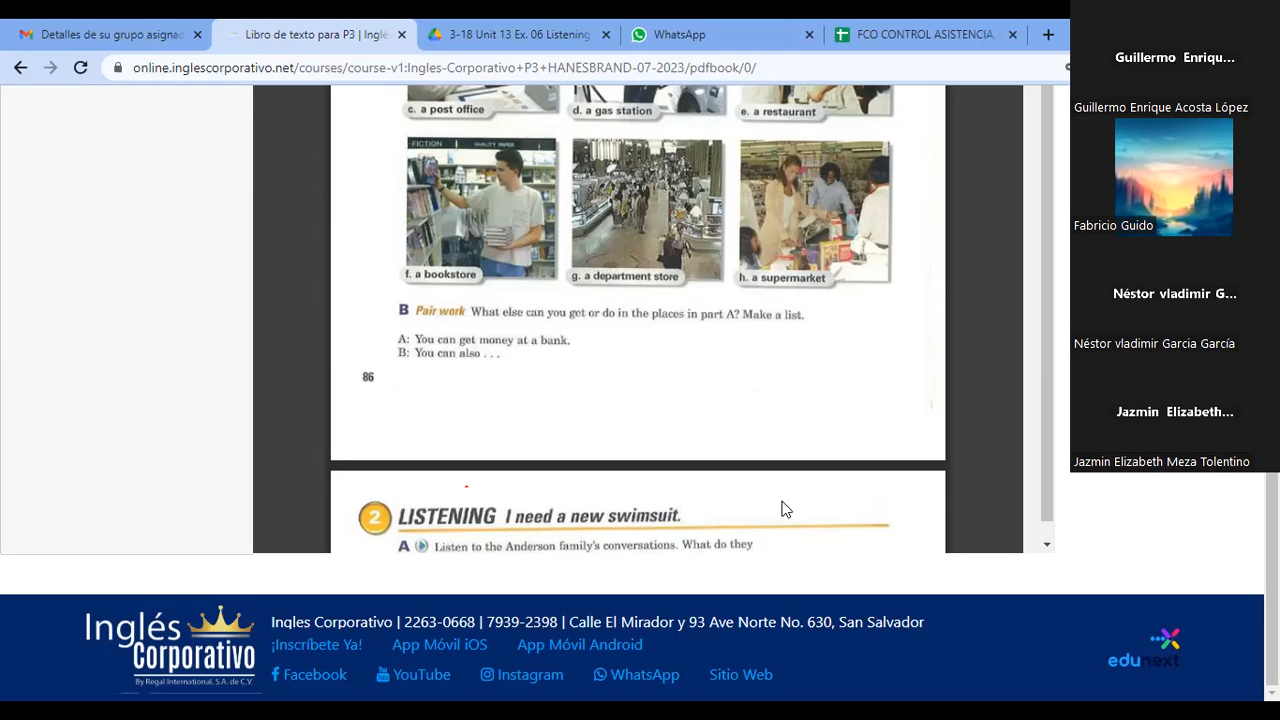 Detalles de su grupo asignad
Libro de texto para P3 | Inglé
3-18 Unit 13 Ex. 06 Listening
WhatsApp
FCO CONTROL ASISTENCIA,
online.inglescorporativo.net/courses/course-v1:Ingles-Corporativo+P3+HANESBRAND-07-2023/pdfbook/0/
c. a post office
d. a gas station
e. a restaurant
FICTION
QUALITY PAPER
f. a bookstore
g. a department store
h. a supermarket
B Pair work What else can you get or do in the places in part A? Make a list.
A: You can get money at a bank.
B: You can also . . .
86
2 LISTENING I need a new swimsuit.
A Listen to the Anderson family's conversations. What do they
Guillermo Enriqu...
Guillermo Enrique Acosta López
Fabricio Guido
Néstor vladimir G...
Néstor vladimir Garcia García
Jazmin Elizabeth...
Jazmin Elizabeth Meza Tolentino
Inglés
Corporativo
By Regal International, S.A. de C.V.
Ingles Corporativo | 2263-0668 | 7939-2398 | Calle El Mirador y 93 Ave Norte No. 630, San Salvador
¡Inscríbete Ya!
App Móvil iOS
App Móvil Android
Facebook
YouTube
Instagram
WhatsApp
Sitio Web
edunext